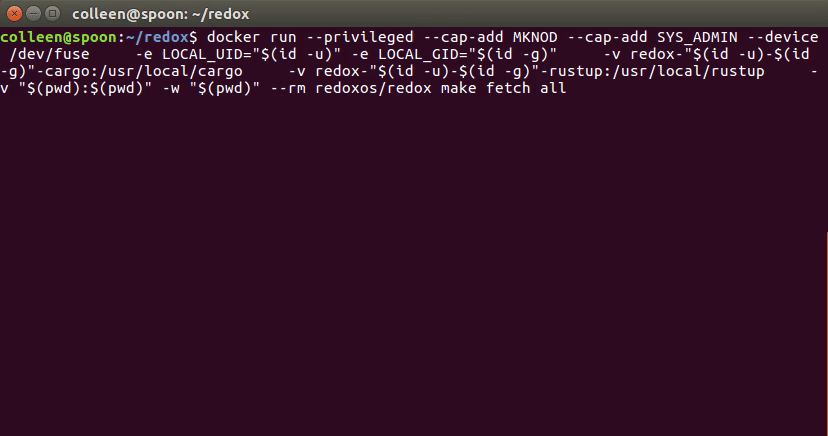 colleen@spoon: ~/redox
colleen@spoon:~/redox$ docker run --privileged --cap-add MKNOD --cap-add SYS_ADMIN --device
 /dev/fuse     -e LOCAL_UID="$(id -u)" -e LOCAL_GID="$(id -g)"     -v redox-"$(id -u)-$(id
-g)"-cargo:/usr/local/cargo     -v redox-"$(id -u)-$(id -g)"-rustup:/usr/local/rustup     -
v "$(pwd):$(pwd)" -w "$(pwd)" --rm redoxos/redox make fetch all